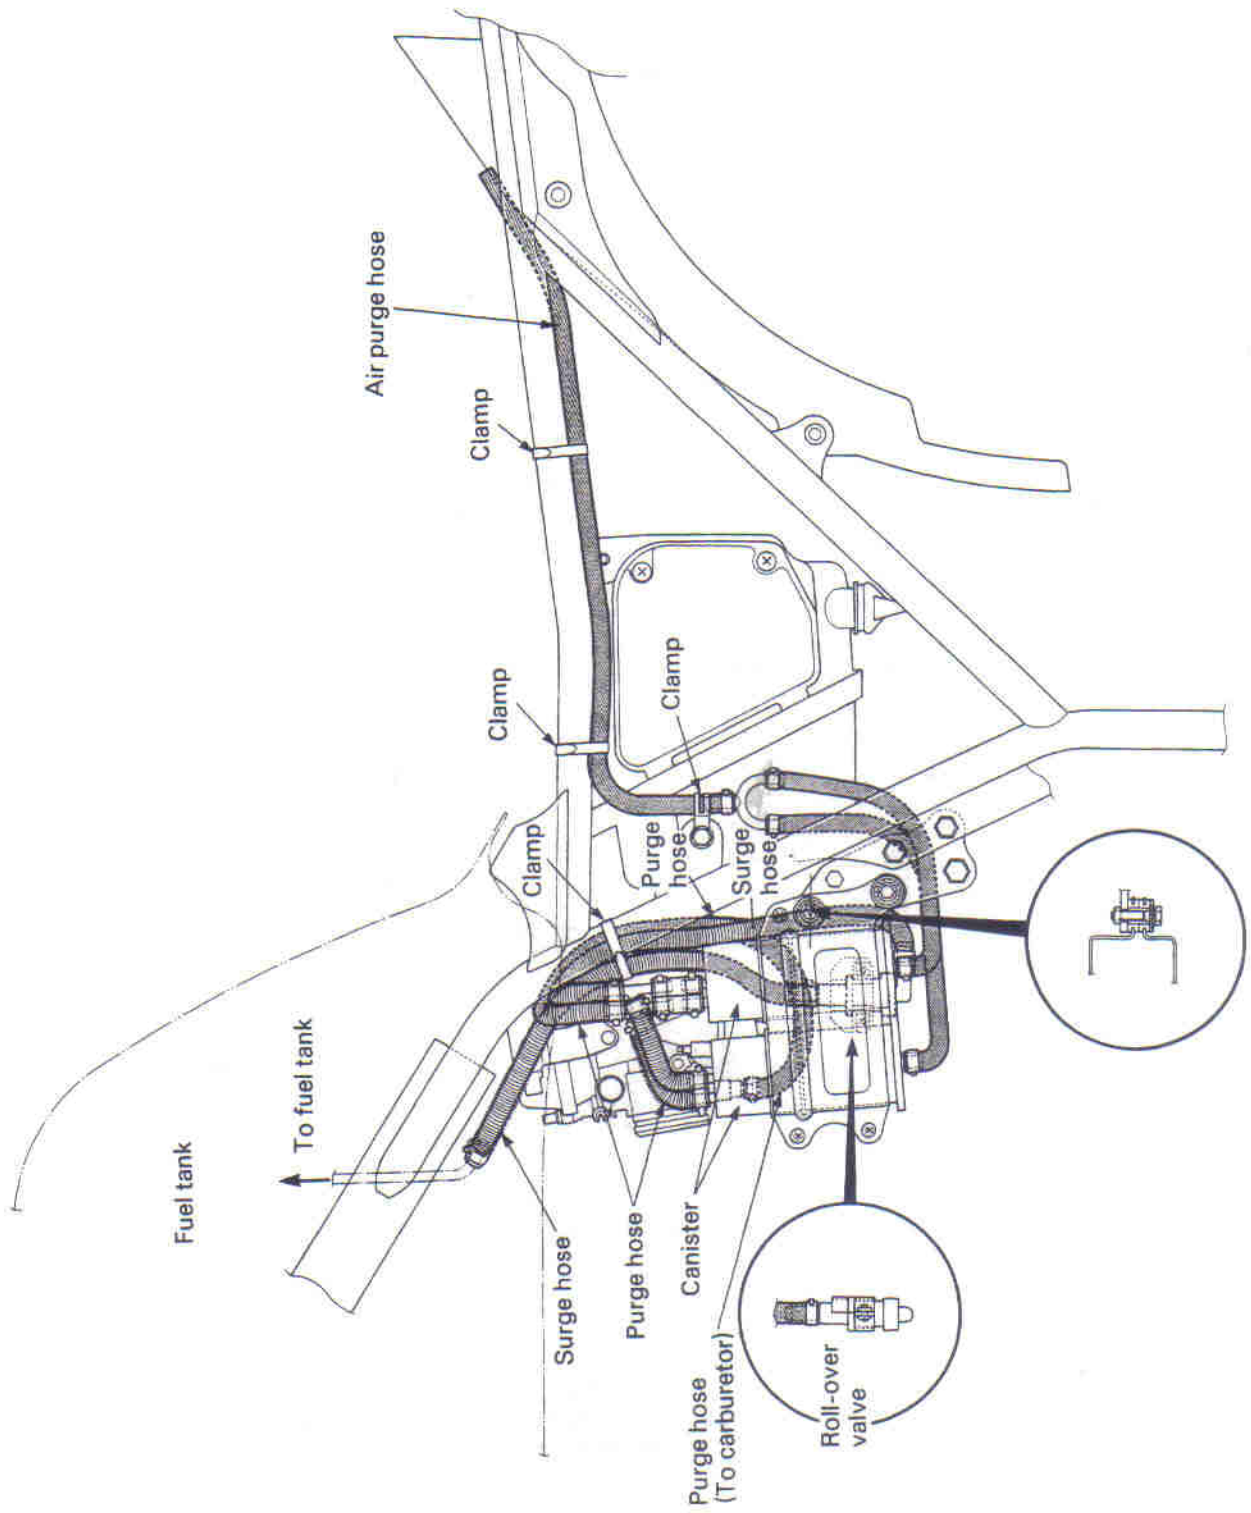 Fuel tank
To fuel tank
Surge hose
Purge hose
Canister
Purge hose
(To carburetor)
Roll-over
valve
Clamp
Purge
hose
Surge
hose
Clamp
Clamp
Clamp
Air purge hose